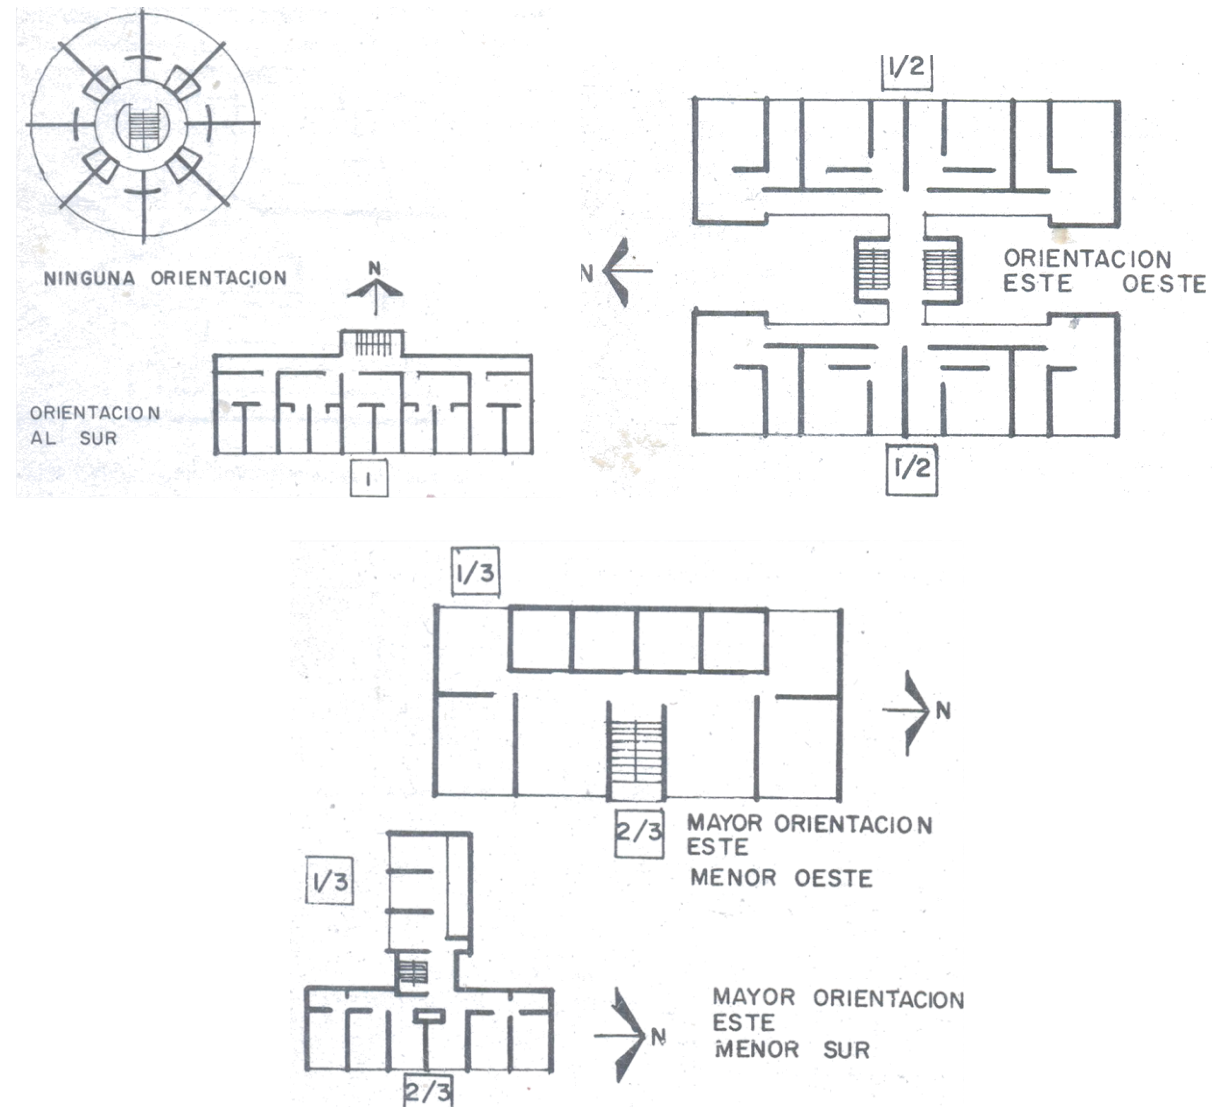 NINGUNA ORIENTACION
N
ORIENTACION
AL SUR
1
1/2
N
ORIENTACION
ESTE OESTE
1/2
1/3
N
2/3
MAYOR ORIENTACION
ESTE
MENOR OESTE
1/3
MAYOR ORIENTACION
ESTE
MENOR SUR
N
2/3